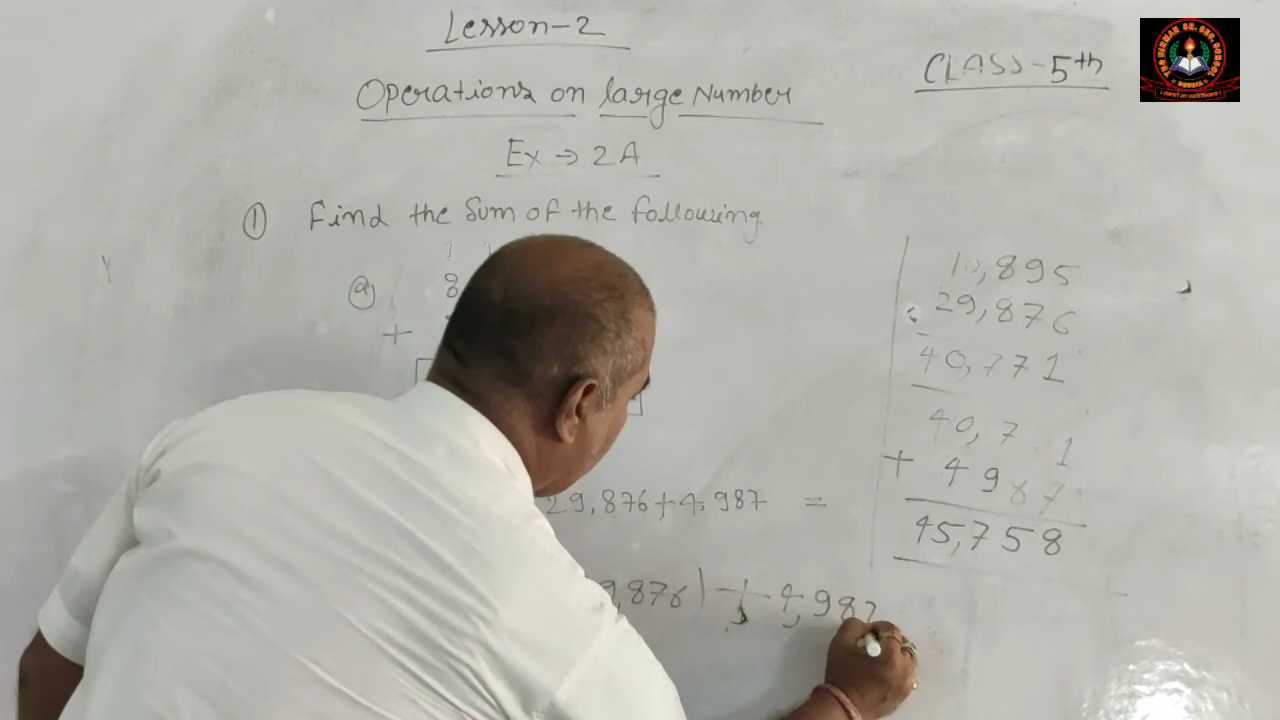 Lesson-2
CLASS-5th
Operations on large Number
Ex → 2A
① Find the Sum of the following
ⓐ 8
+
29,876+4,987 =
9,876) + 4,987
10,895
29,876
40,771
40,7 1
+ 4987
45,758